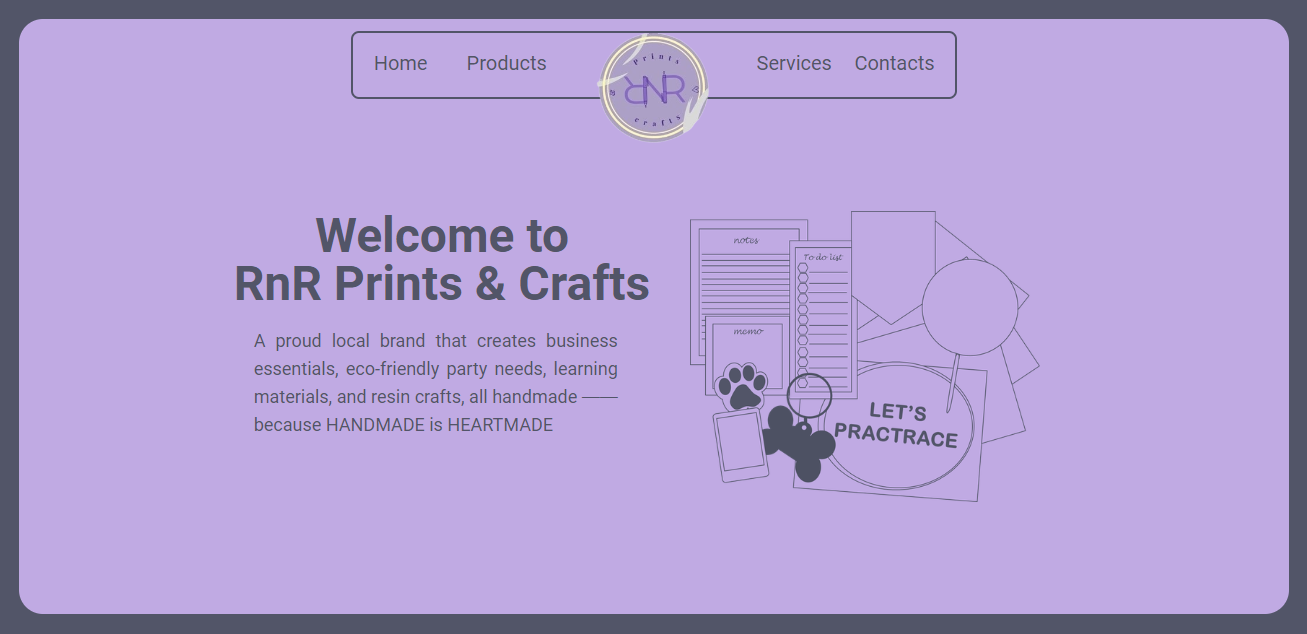 Home Products Prints RNR crafts Services Contacts
Welcome to
RnR Prints & Crafts
A proud local brand that creates business
essentials, eco-friendly party needs, learning
materials, and resin crafts, all handmade ——
because HANDMADE is HEARTMADE
notes
To do list
memo
LET'S
PRACTRACE